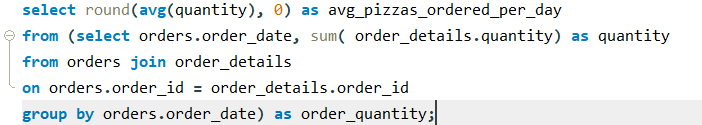 select round(avg(quantity), 0) as avg_pizzas_ordered_per_day
from (select orders.order_date, sum( order_details.quantity) as quantity
from orders join order_details
on orders.order_id = order_details.order_id
group by orders.order_date) as order_quantity;